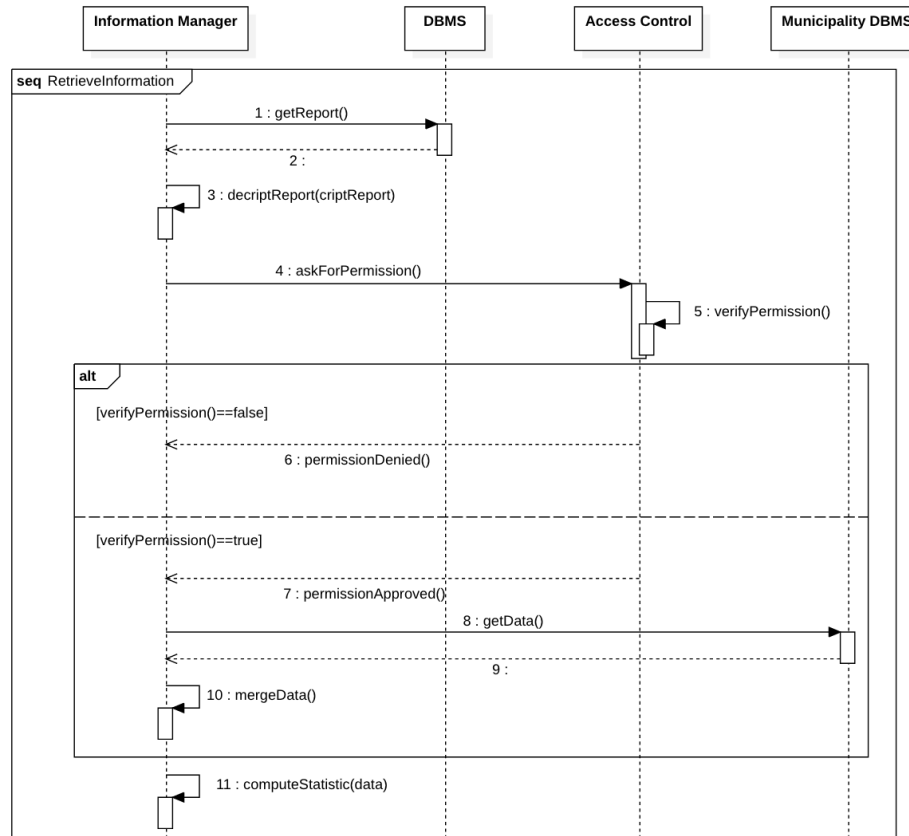 Information Manager
DBMS
Access Control
Municipality DBMS
seq RetrieveInformation
1 : getReport()
2 :
3 : decriptReport(criptReport)
4 : askForPermission()
5 : verifyPermission()
alt
[verifyPermission()==false]
6 : permissionDenied()
[verifyPermission()==true]
7 : permissionApproved()
8 : getData()
9 :
10 : mergeData()
11 : computeStatistic(data)